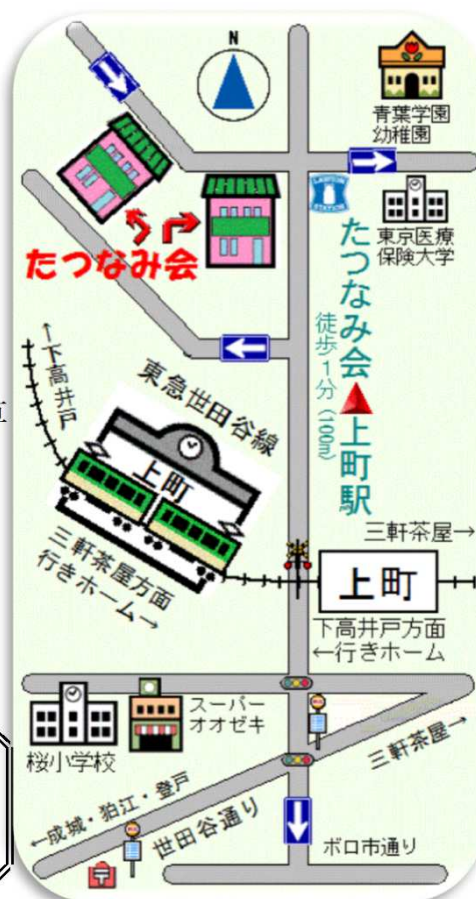 N
青葉学園
幼稚園
LAWSON
STATION
東京医療
保険大学
たつなみ会
たつなみ会▲上町駅
徒歩1分(100m)
←下高井戸
東急世田谷線
上町
三軒茶屋方面
行きホーム→
三軒茶屋→
上町
下高井戸方面
←行きホーム
桜小学校
スーパー
オオゼキ
三軒茶屋→
←成城・狛江・登戸
世田谷通り
ボロ市通り